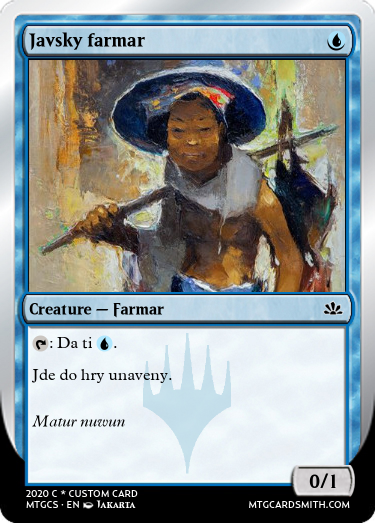 Javsky farmar
Creature — Farmar
: Da ti .
Jde do hry unaveny.
Matur nuwun
0/1
2020 C * CUSTOM CARD
MTGCS • EN JAKARTA
MTGCARDSMITH.COM